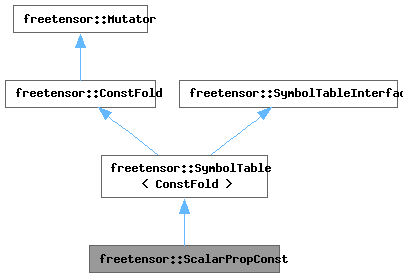 freetensor::Mutator
freetensor::ConstFold
freetensor::SymbolTableInterfac
freetensor::SymbolTable
< ConstFold >
freetensor::ScalarPropConst